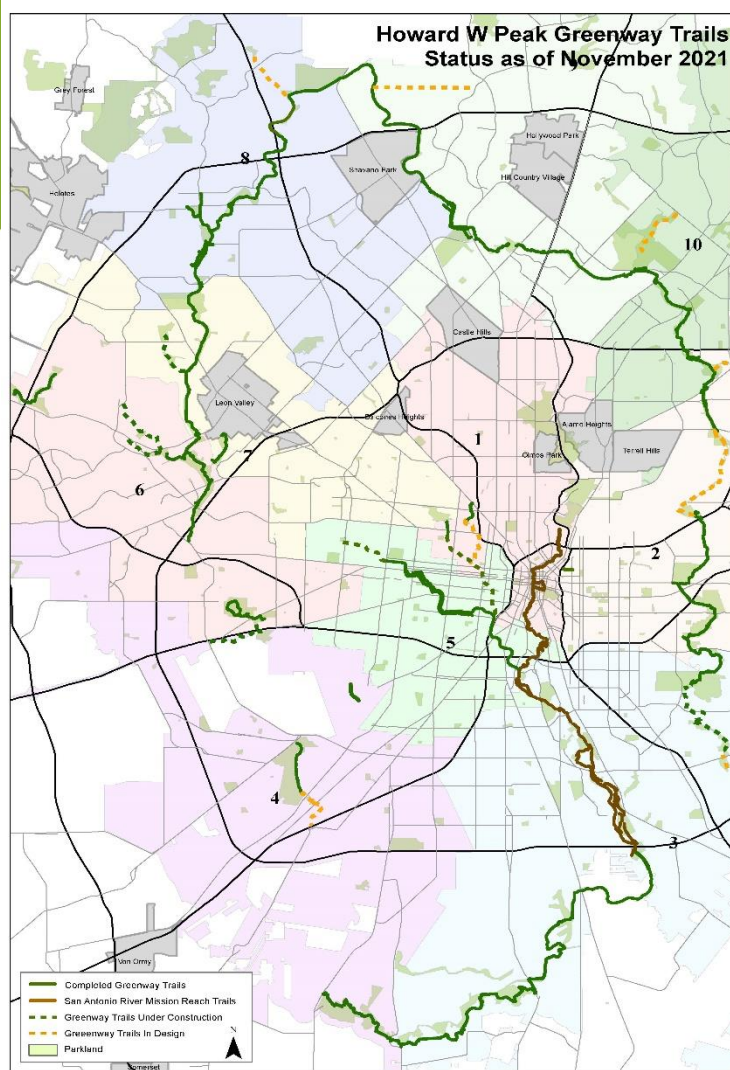 Howard W Peak Greenway Trails
Status as of November 2021
Grey Forest
Hollywood Park
8
Shavano Park
Helotes
Hill Country Village
10
Castle Hills
Leon Valley
Balcones Heights
Alamo Heights
1
Olmos Park
Terrell Hills
7
6
2
5
4
3
Von Ormy
Completed Greenway Trails
San Antonio River Mission Reach Trails
Greenway Trails Under Construction
Greeenway Trails In Design
N
Parkland
Somerset